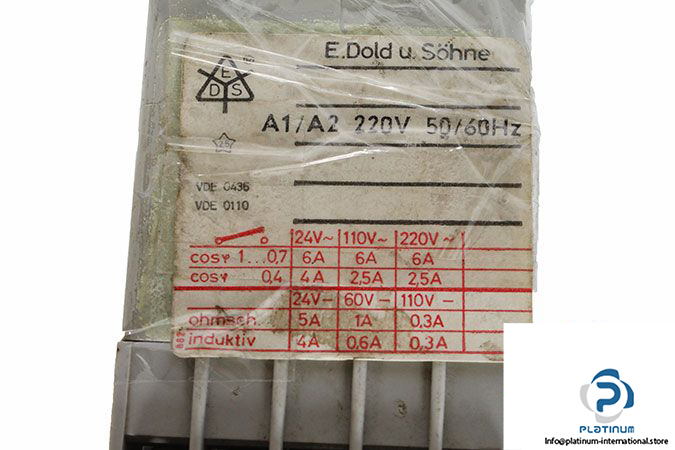 E.Dold u. Söhne
E
D S
A1/A2 220V 50/60Hz
VDE 0435
VDE 0110
24V~ 110V~ 220V~
cosφ 1...0,7 6A 6A 6A
cosφ 0,4 4A 2,5A 2,5A
24V– 60V– 110V –
ohmsch. 5A 1A 0,3A
induktiv 4A 0,6A 0,3A
PLATINUM
Info@platinum-international.store